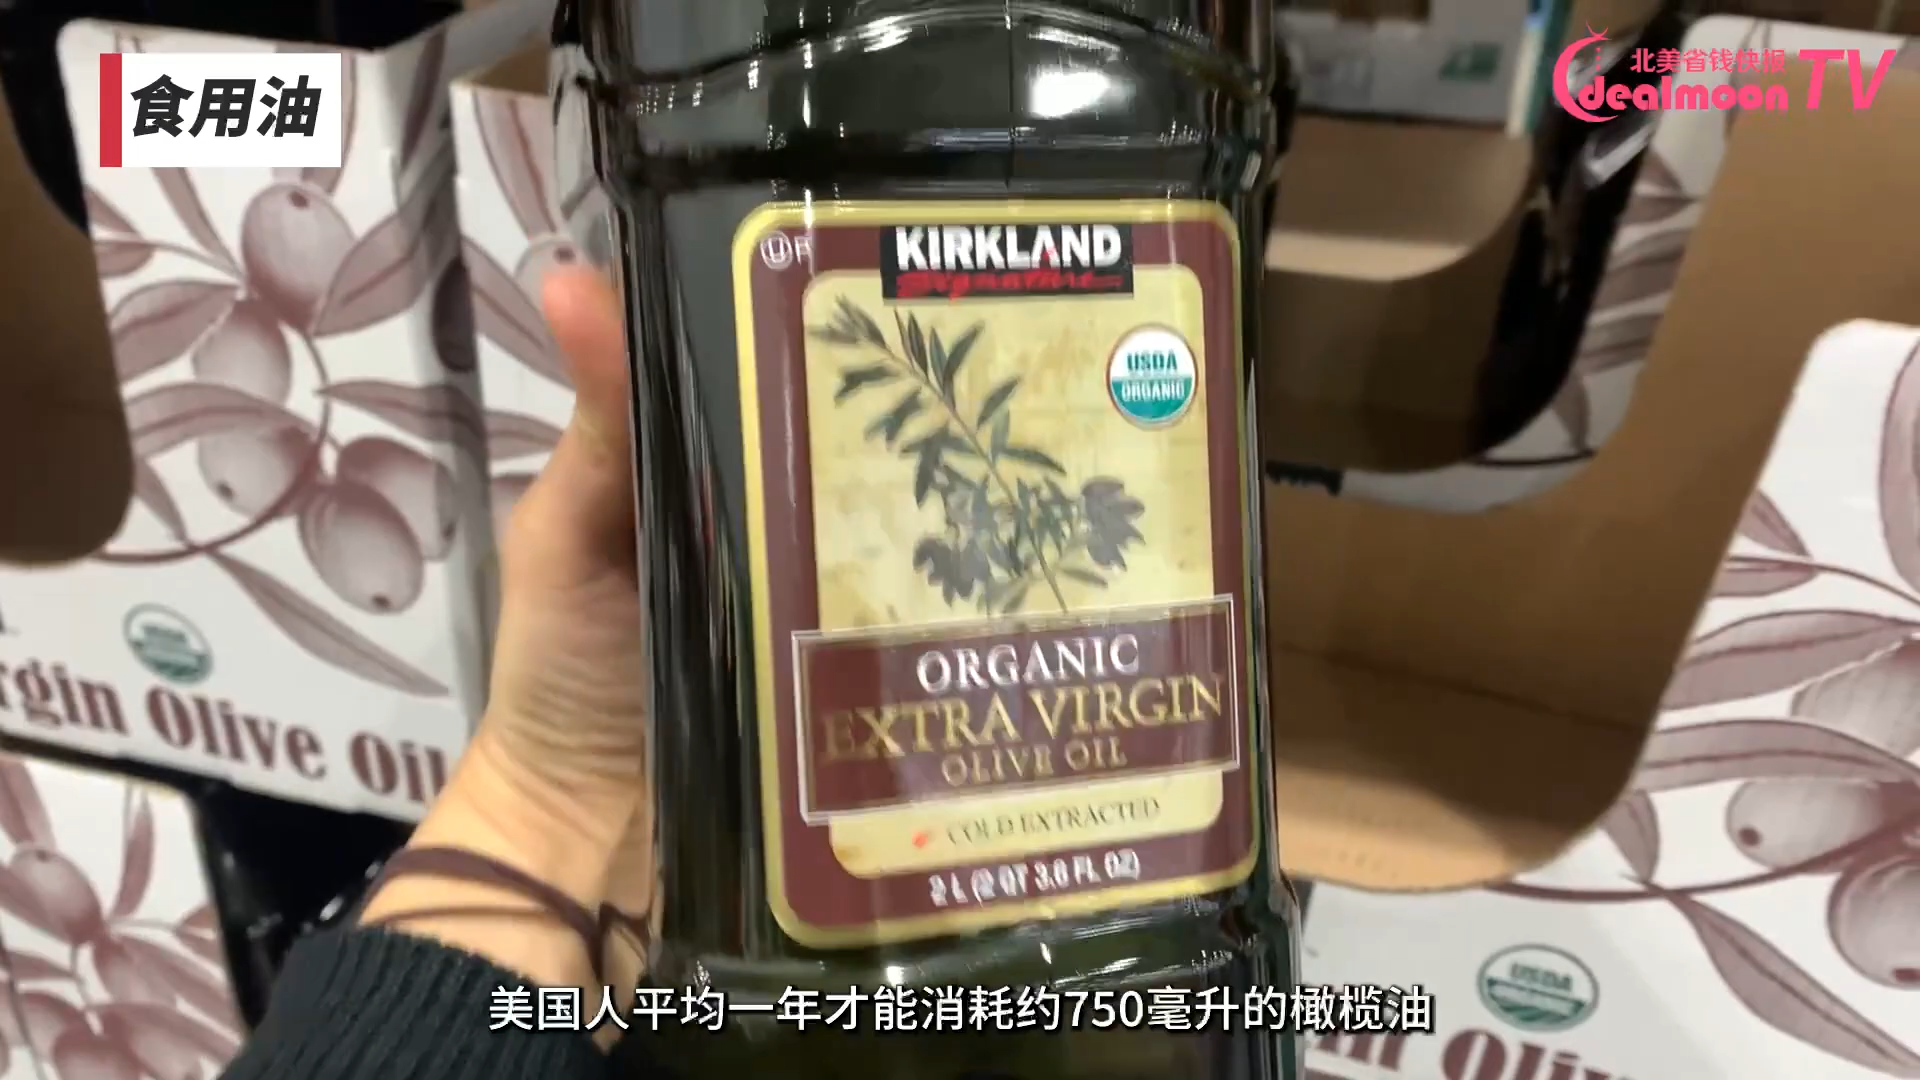 食用油
北美省钱快报
dealmoon TV
U
KIRKLAND
Signature
USDA
ORGANIC
ORGANIC
EXTRA VIRGIN
OLIVE OIL
COLD EXTRACTED
2 L (2 QT 3.6 FL OZ)
rgin Olive Oil
USDA
美国人平均一年才能消耗约750毫升的橄榄油